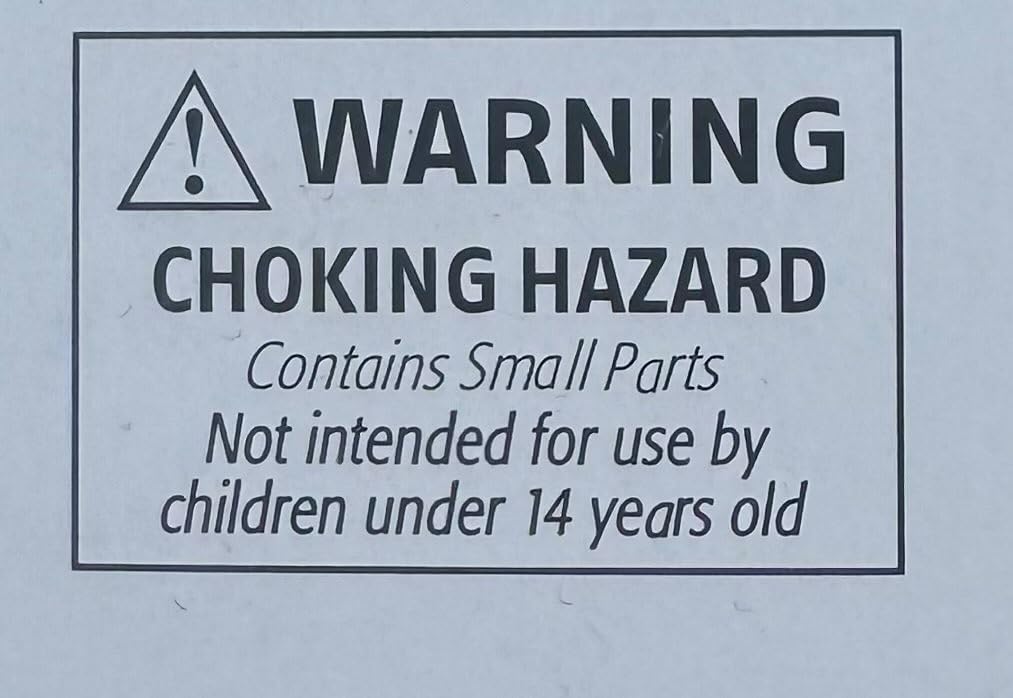 WARNING
CHOKING HAZARD
Contains Small Parts
Not intended for use by
children under 14 years old